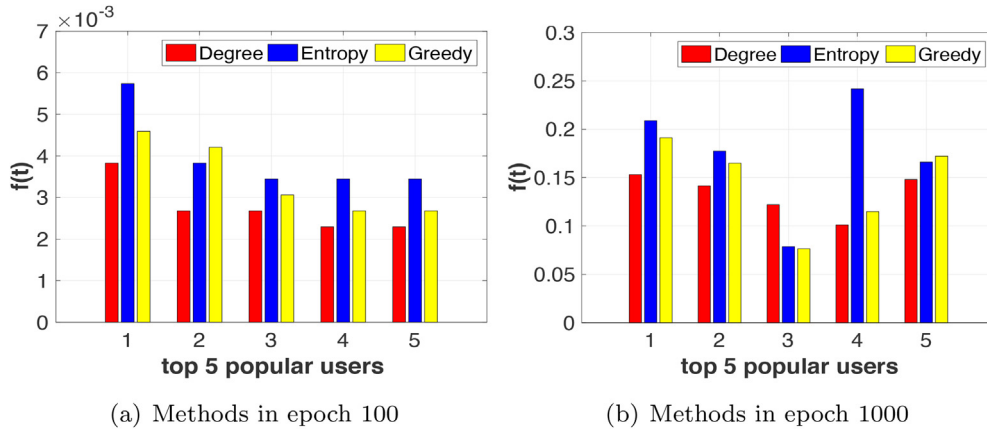 7 ×10⁻³
Degree Entropy Greedy
6
5
4
3
2
1
0
f(t)
1 2 3 4 5
top 5 popular users
(a) Methods in epoch 100
0.3
Degree Entropy Greedy
0.25
0.2
0.15
0.1
0.05
0
f(t)
1 2 3 4 5
top 5 popular users
(b) Methods in epoch 1000